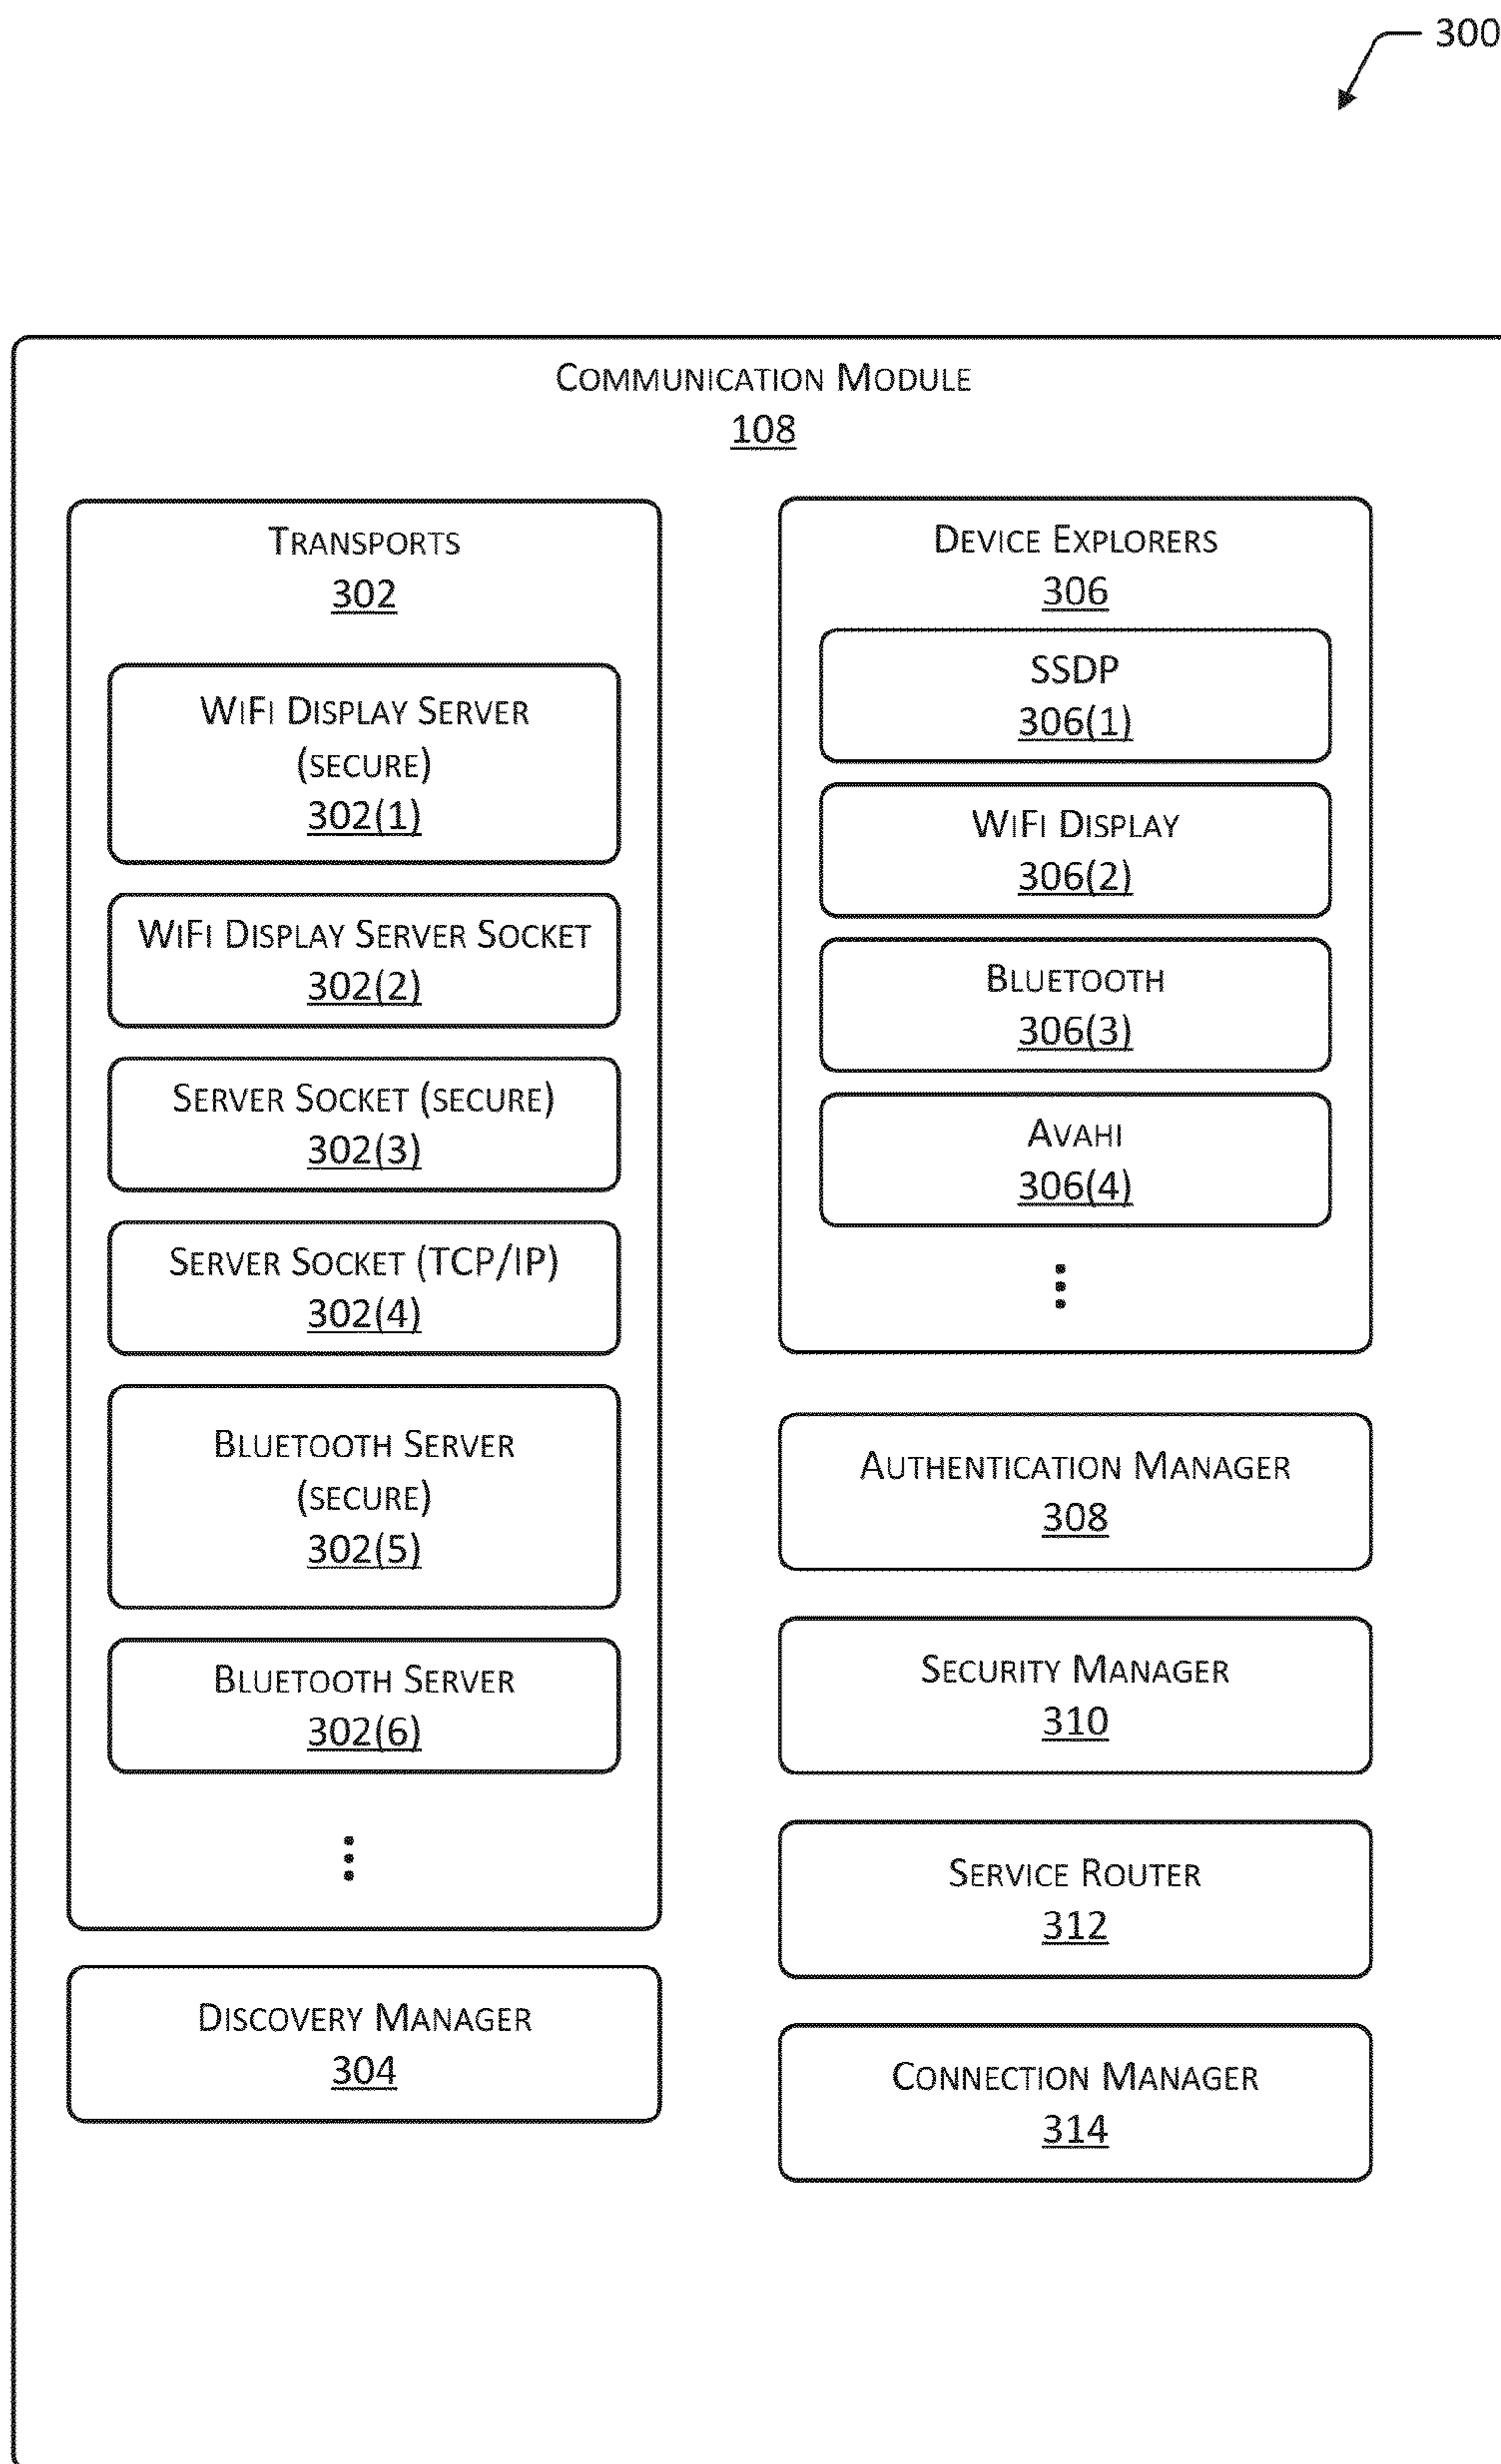 300
COMMUNICATION MODULE
108
TRANSPORTS
302
WIFI DISPLAY SERVER
(SECURE)
302(1)
WIFI DISPLAY SERVER SOCKET
302(2)
SERVER SOCKET (SECURE)
302(3)
SERVER SOCKET (TCP/IP)
302(4)
BLUETOOTH SERVER
(SECURE)
302(5)
BLUETOOTH SERVER
302(6)
DISCOVERY MANAGER
304
DEVICE EXPLORERS
306
SSDP
306(1)
WIFI DISPLAY
306(2)
BLUETOOTH
306(3)
AVAHI
306(4)
AUTHENTICATION MANAGER
308
SECURITY MANAGER
310
SERVICE ROUTER
312
CONNECTION MANAGER
314